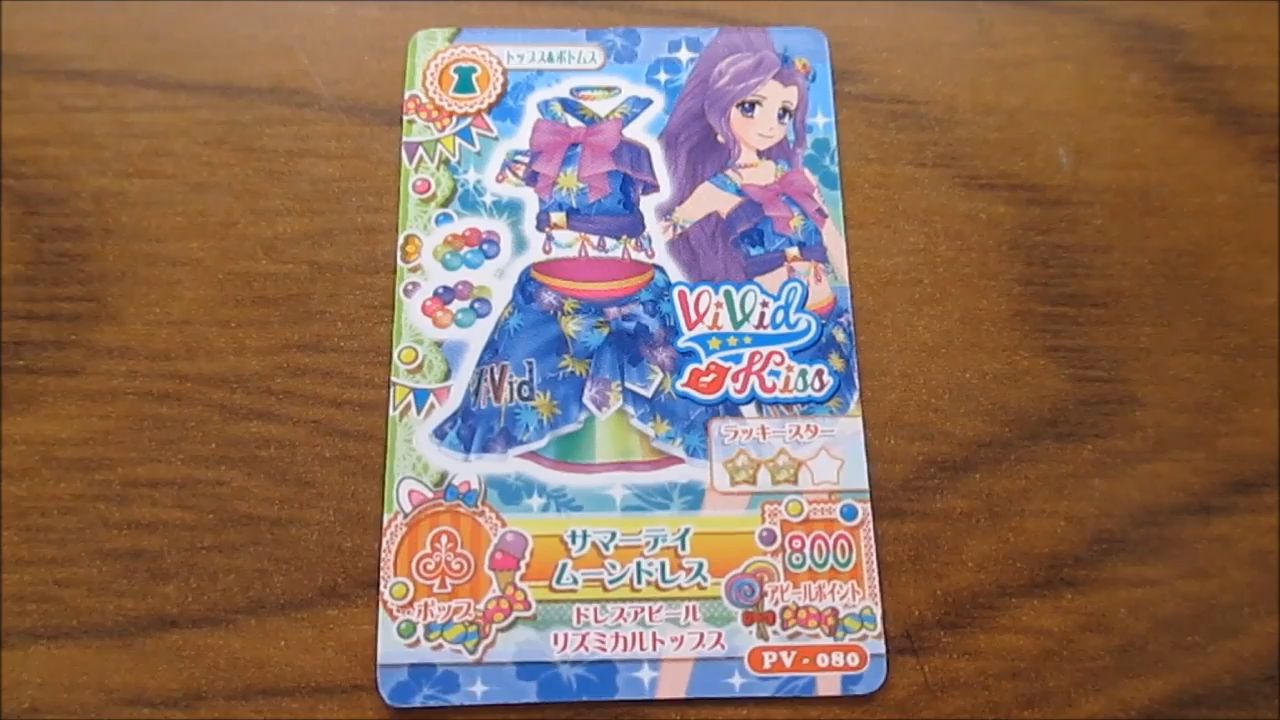 トップス&ボトムス
ViVid
Kiss
ViVid
ラッキースター
サマーデイ
ムーンドレス
800
アピールポイント
ポップ
ドレスアピール
リズミカルトップス
PV-080